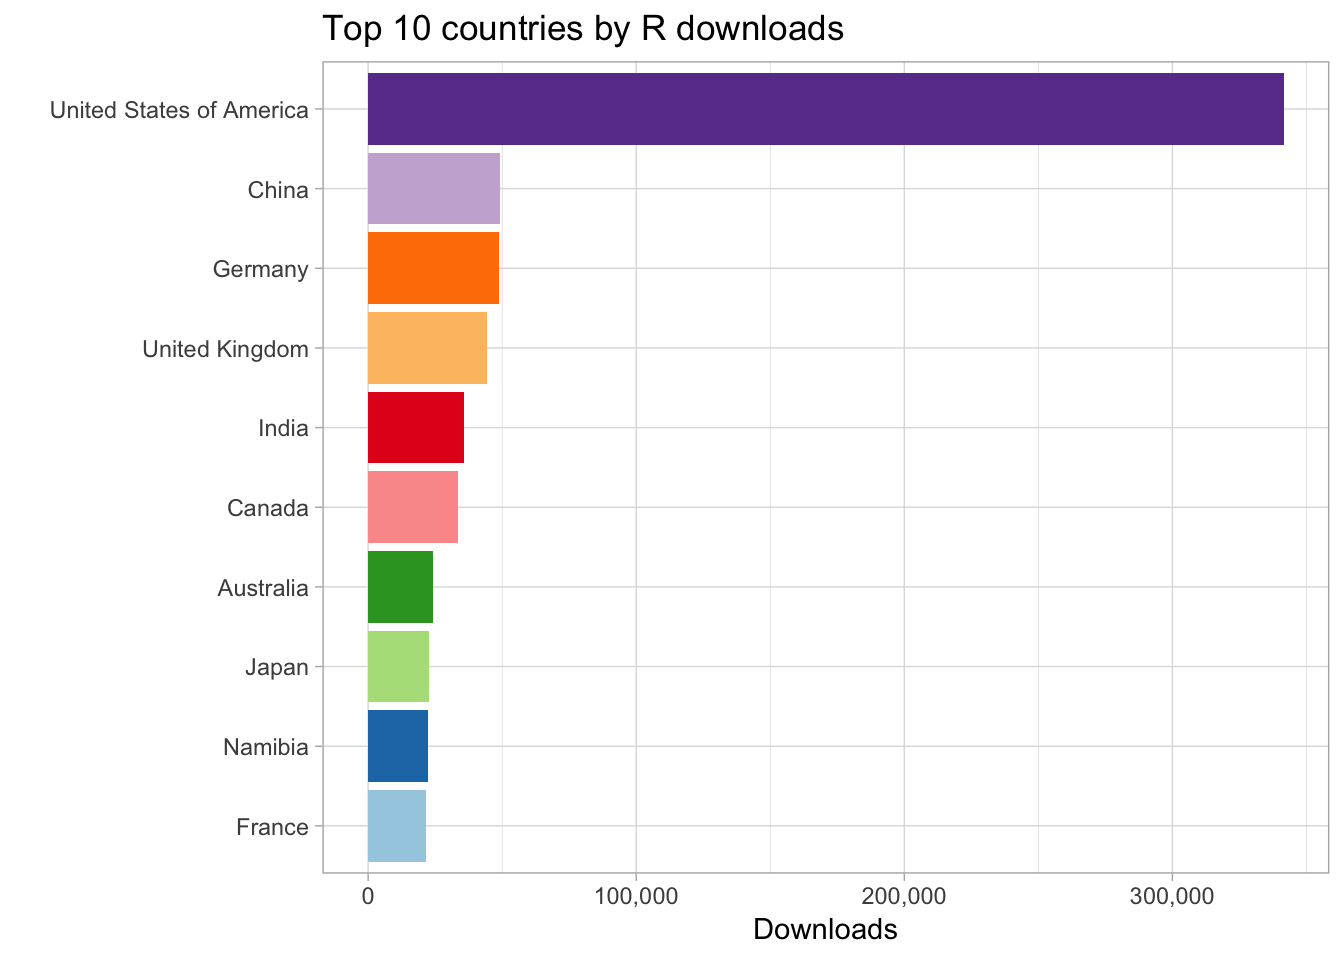 Top 10 countries by R downloads
United States of America
China
Germany
United Kingdom
India
Canada
Australia
Japan
Namibia
France
0 100,000 200,000 300,000
Downloads